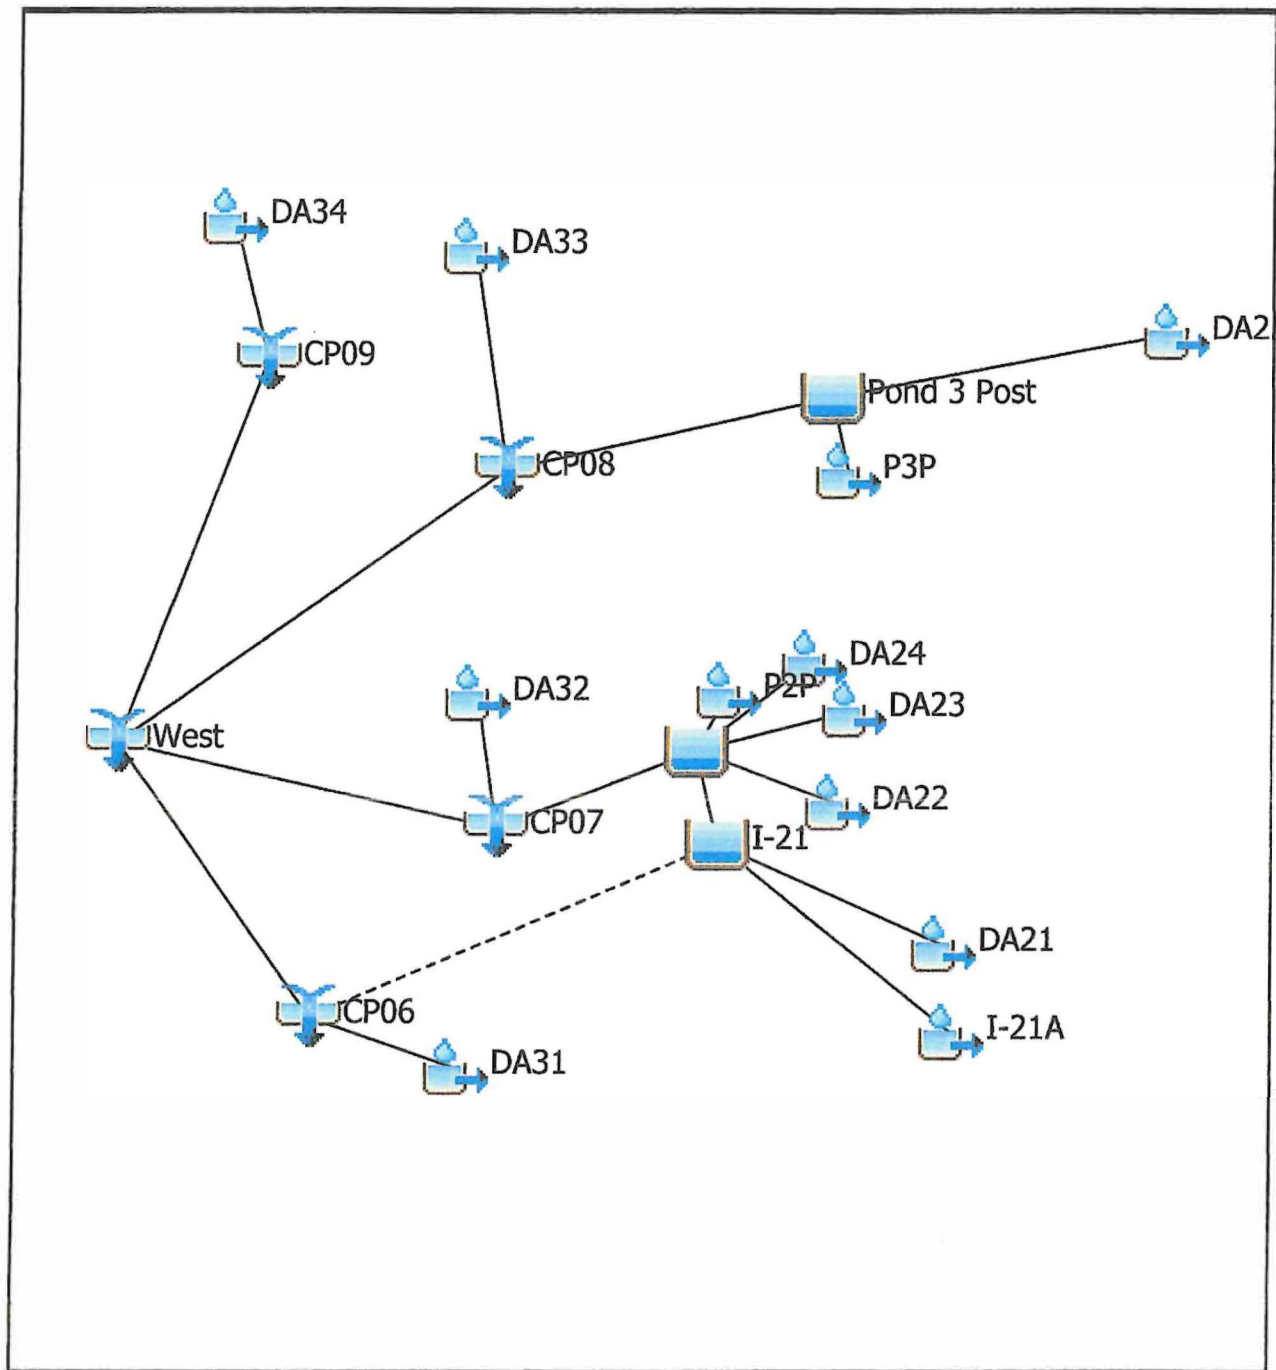 DA34
DA33
DA2
CP09
Pond 3 Post
CP08
P3P
DA24
P2P
DA32
DA23
West
DA22
CP07
I-21
DA21
CP06
I-21A
DA31